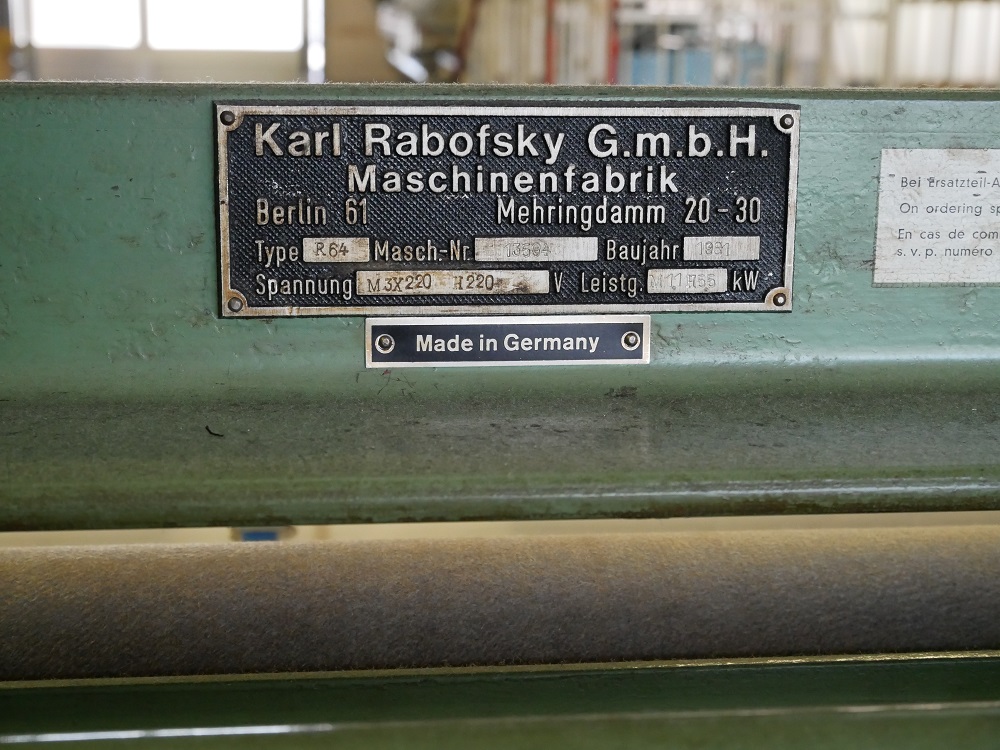 Karl Rabofsky G.m.b.H.
Maschinenfabrik
Berlin 61 Mehringdamm 20-30
Type R64 Masch-Nr. Baujahr 1981
Spannung M3X220 H220 V Leistg. kW
Made in Germany
Bei Ersatzteil-A
On ordering sp
En cas de com
s. v. p. numéro